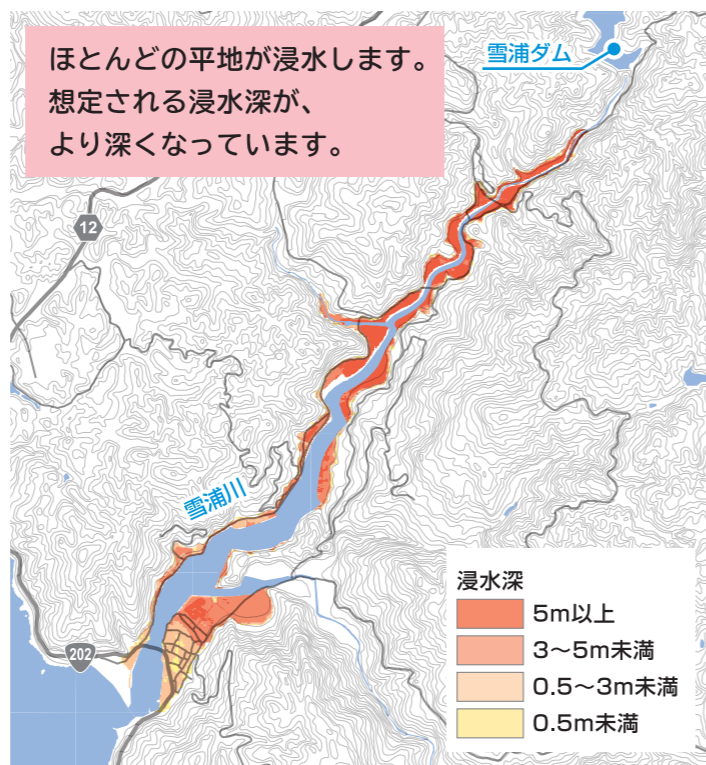 ほとんどの平地が浸水します。
想定される浸水深が、
より深くなっています。
雪浦ダム
12
雪浦川
202
浸水深
5m以上
3〜5m未満
0.5〜3m未満
0.5m未満